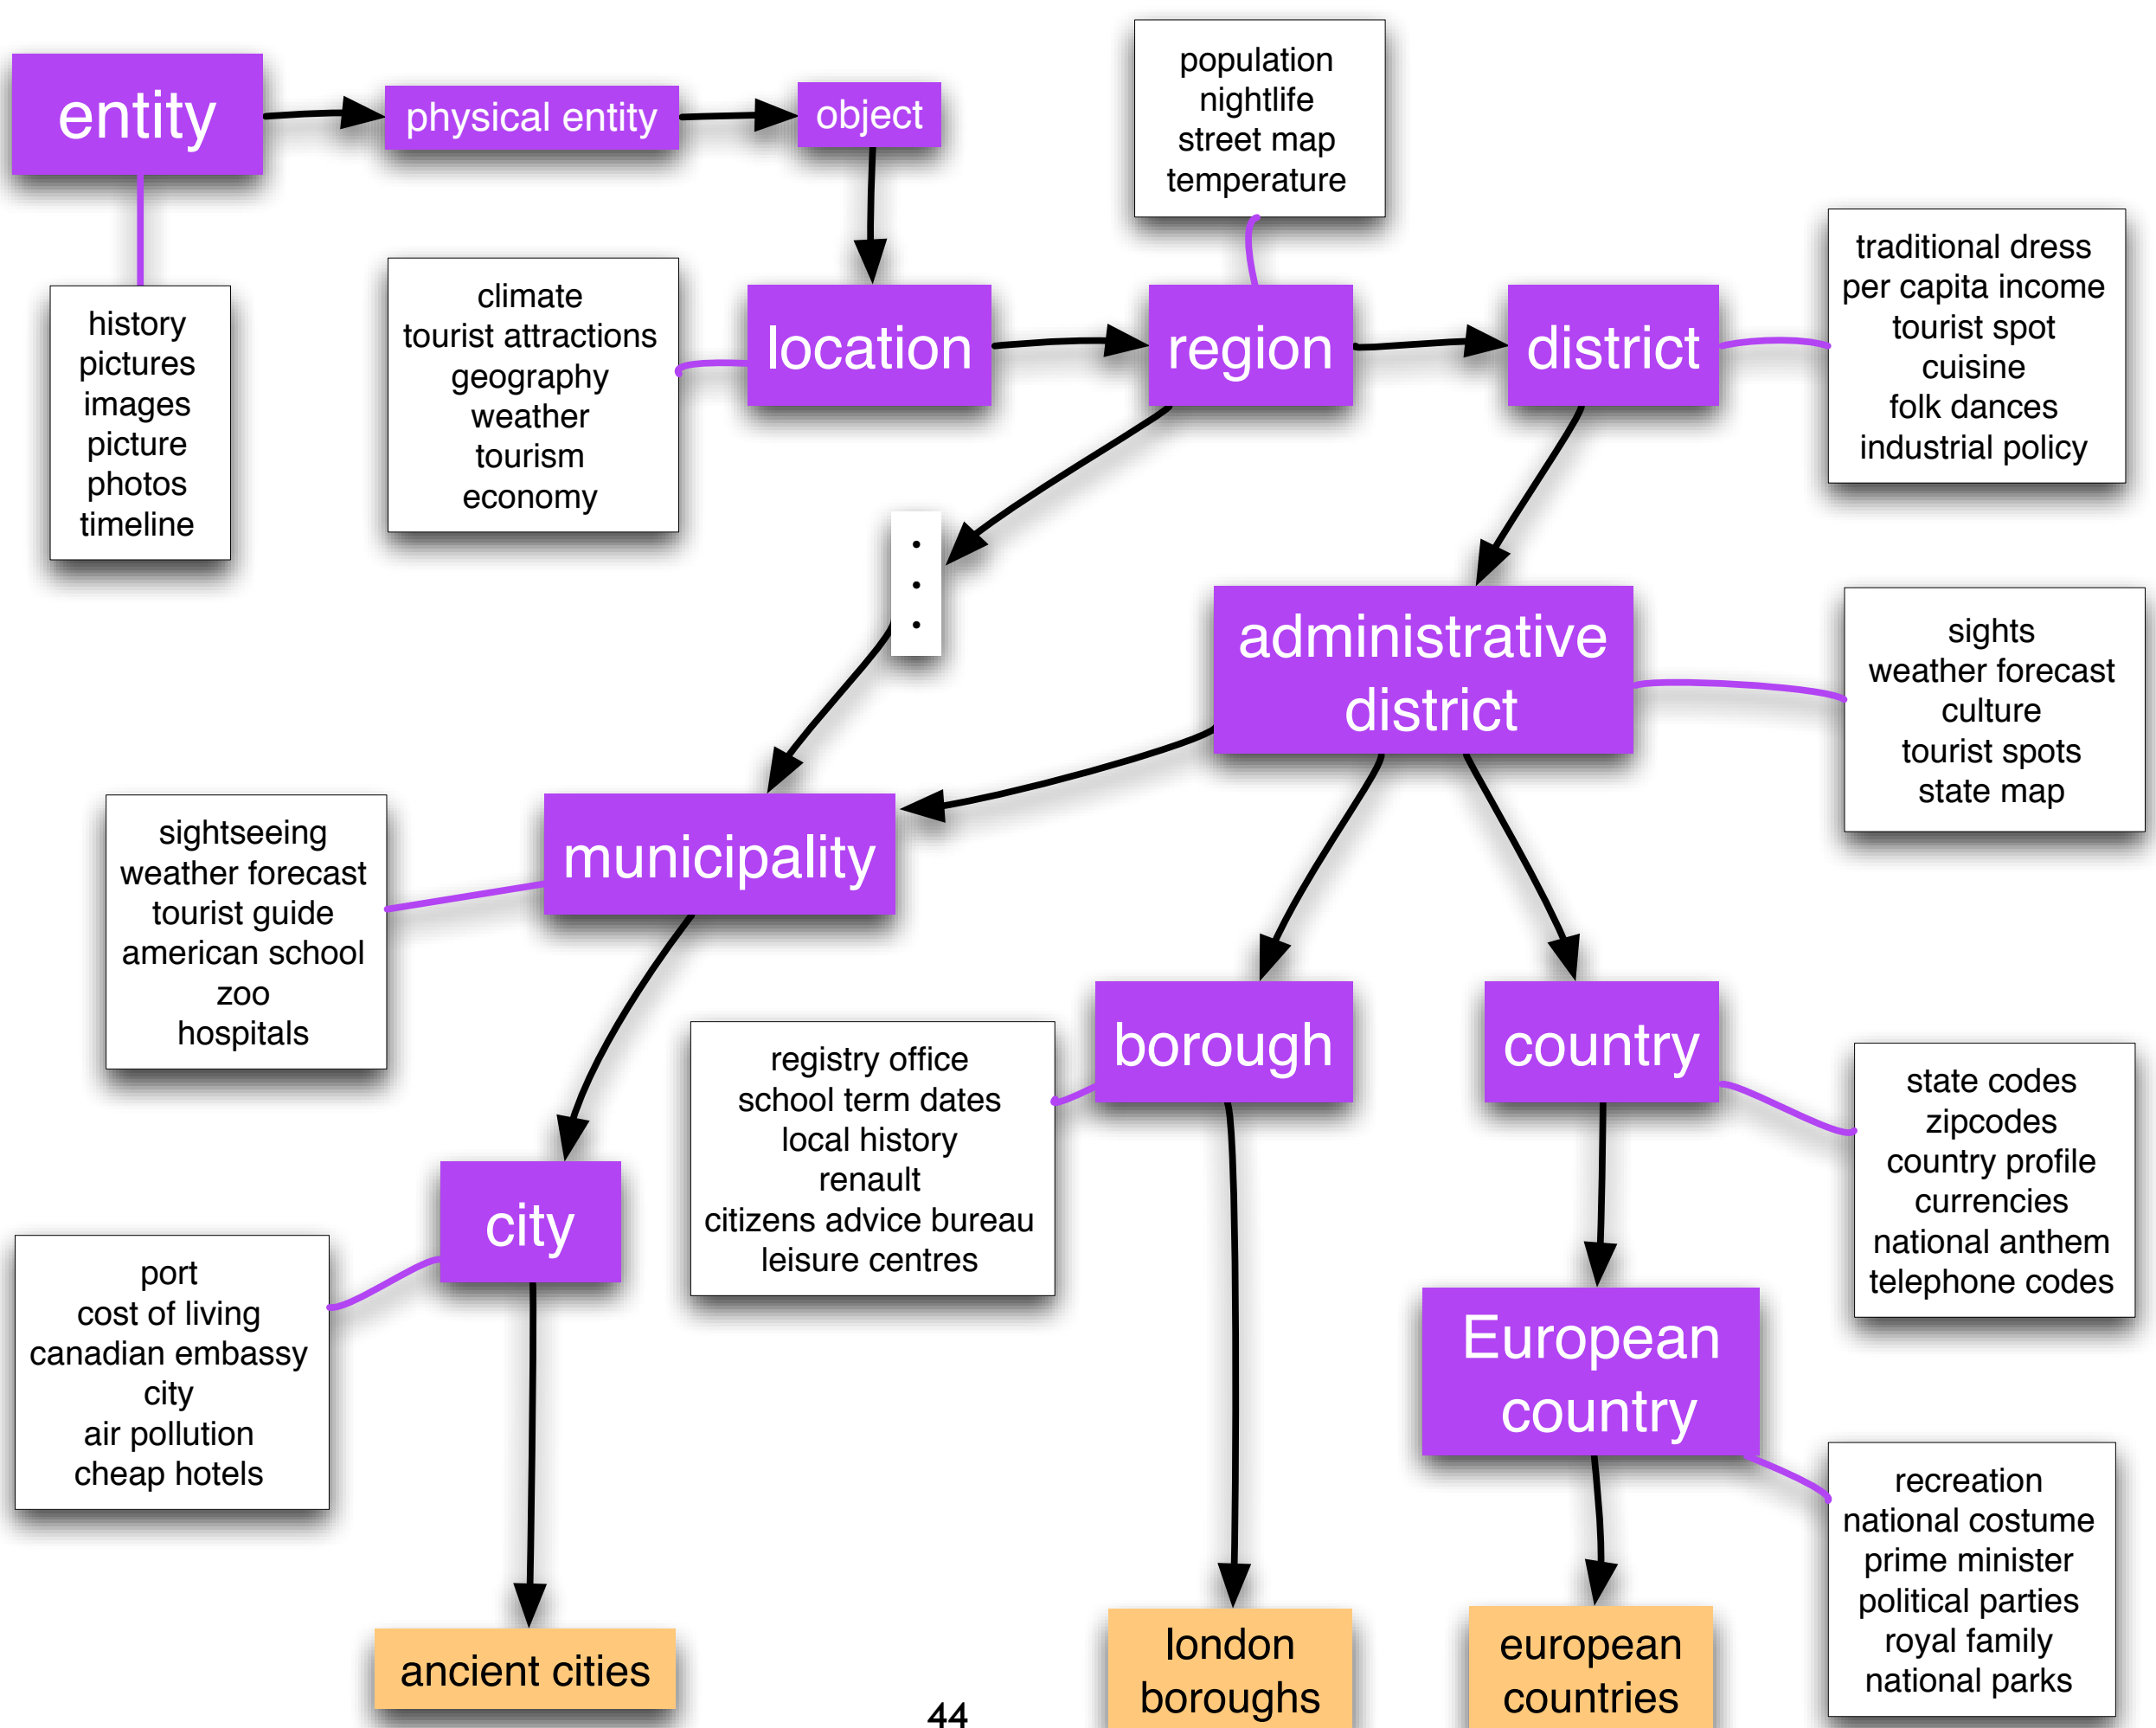 entity
physical entity
object
population
nightlife
street map
temperature
history
pictures
images
picture
photos
timeline
climate
tourist attractions
geography
weather
tourism
economy
location
region
district
traditional dress
per capita income
tourist spot
cuisine
folk dances
industrial policy
administrative
district
sights
weather forecast
culture
tourist spots
state map
sightseeing
weather forecast
tourist guide
american school
zoo
hospitals
municipality
registry office
school term dates
local history
renault
citizens advice bureau
leisure centres
borough
country
state codes
zipcodes
country profile
currencies
national anthem
telephone codes
port
cost of living
canadian embassy
city
air pollution
cheap hotels
city
European
country
recreation
national costume
prime minister
political parties
royal family
national parks
ancient cities
london
boroughs
european
countries
44